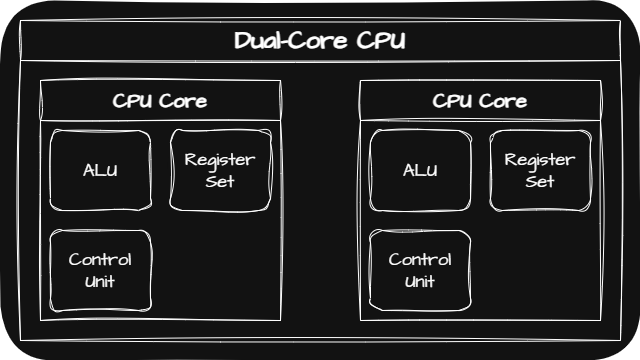 Dual-Core CPU
CPU Core
ALU
Register
Set
Control
Unit
CPU Core
ALU
Register
Set
Control
Unit